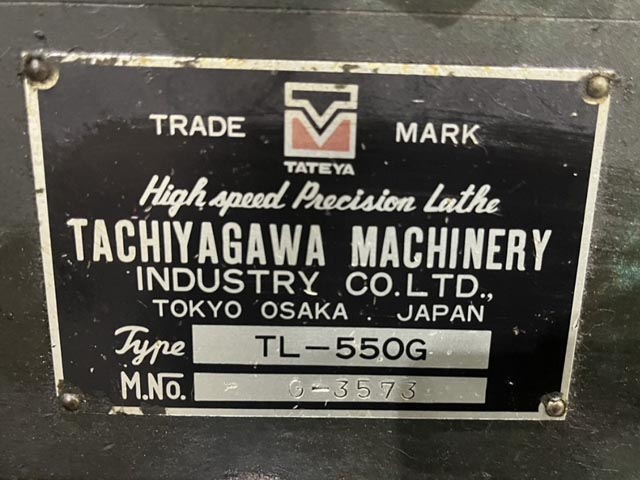 TRADE MARK
TATEYA
High speed Precision Lathe
TACHIYAGAWA MACHINERY
INDUSTRY CO.LTD.,
TOKYO OSAKA . JAPAN
Type TL-550G
M.NO. 0-3573